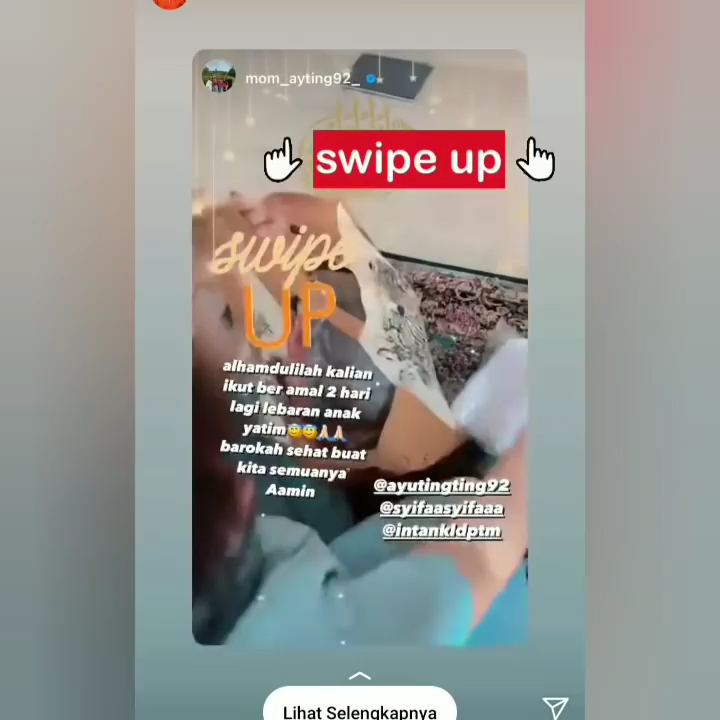 mom_ayting92_
swipe up
swipe
UP
alhamdulilah kalian
ikut ber amal 2 hari
lagi lebaran anak
yatim😇😇🙏🏻🙏🏻
barokah sehat buat
kita semuanya
Aamin
@ayutingting92
@syifaasyifaaa
@intankldptm
Lihat Selengkapnya